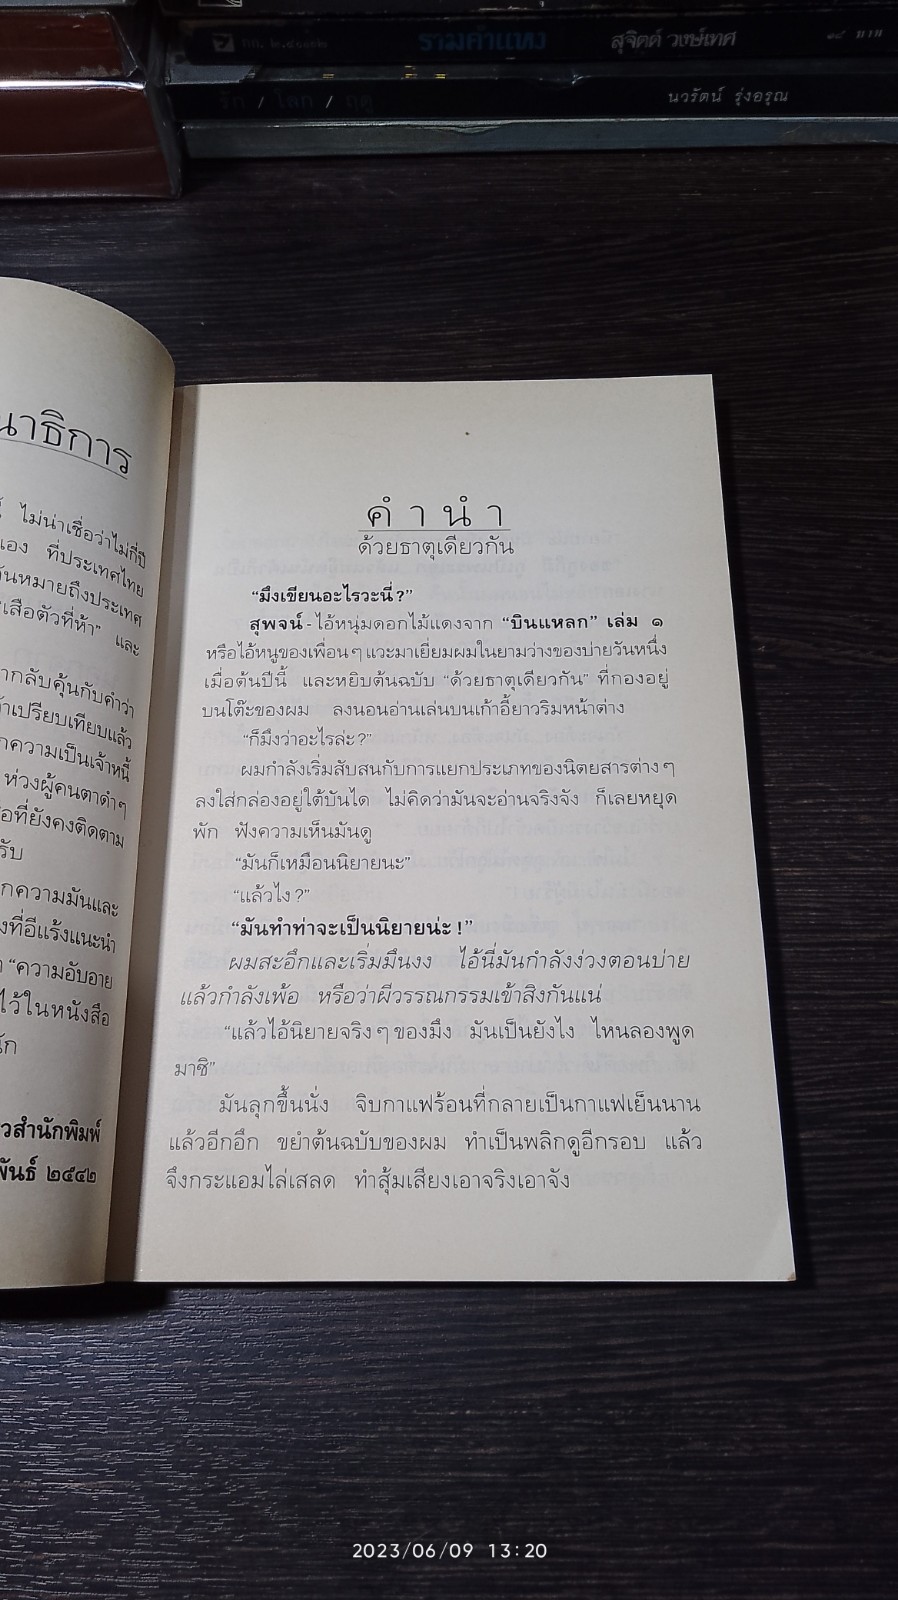 กท. ๒.๔๑๓๒ รามคำแหง สุจิตต์ วงษ์เทศ ๑๕ บาท
รัก / โลก / ฤดู นวรัตน์ รุ่งอรุณ
นาธิการ
ไม่น่าเชื่อว่าไม่กี่ปี
เอง ที่ประเทศไทย
ันหมายถึงประเทศ
เสือตัวที่ห้า" และ
ากลับคุ้นกับคำว่า
าเปรียบเทียบแล้ว
กความเป็นเจ้าหนี้
ห่วงผู้คนตาดำๆ
อที่ยังคงติดตาม
รับ
กความมันและ
งที่อีแร้งแนะนำ
"ความอับอาย
ไว้ในหนังสือ
ัก
วสำนักพิมพ์
พันธ์ ๒๕๔๒
คำนำ
ด้วยธาตุเดียวกัน
"มึงเขียนอะไรวะนี่?"
สุพจน์ - ไอ้หนุ่มดอกไม้แดงจาก "บินแหลก" เล่ม ๑
หรือไอ้หนูของเพื่อนๆ แวะมาเยี่ยมผมในยามว่างของบ่ายวันหนึ่ง
เมื่อต้นปีนี้ และหยิบต้นฉบับ "ด้วยธาตุเดียวกัน" ที่กองอยู่
บนโต๊ะของผม ลงนอนอ่านเล่นบนเก้าอี้ยาวริมหน้าต่าง
"ก็มึงว่าอะไรล่ะ?"
ผมกำลังเริ่มสับสนกับการแยกประเภทของนิตยสารต่างๆ
ลงใส่กล่องอยู่ใต้บันได ไม่คิดว่ามันจะอ่านจริงจัง ก็เลยหยุด
พัก ฟังความเห็นมันดู
"มันก็เหมือนนิยายนะ"
"แล้วไง?"
"มันทำท่าจะเป็นนิยายน่ะ!"
ผมสะอึกและเริ่มมึนงง ไอ้นี่มันกำลังง่วงตอนบ่าย
แล้วกำลังเพ้อ หรือว่าผีวรรณกรรมเข้าสิงกันแน่
"แล้วไอ้นิยายจริงๆ ของมึง มันเป็นยังไง ไหนลองพูด
มาซิ"
มันลุกขึ้นนั่ง จิบกาแฟร้อนที่กลายเป็นกาแฟเย็นนาน
แล้วอีกอึก ขยำต้นฉบับของผม ทำเป็นพลิกดูอีกรอบ แล้ว
จึงกระแอมไล่เสลด ทำสุ้มเสียงเอาจริงเอาจัง
2023/06/09 13:20